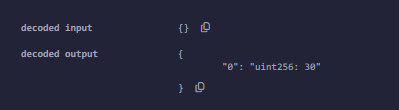 decoded input {}
decoded output {
"0": "uint256: 30"
}